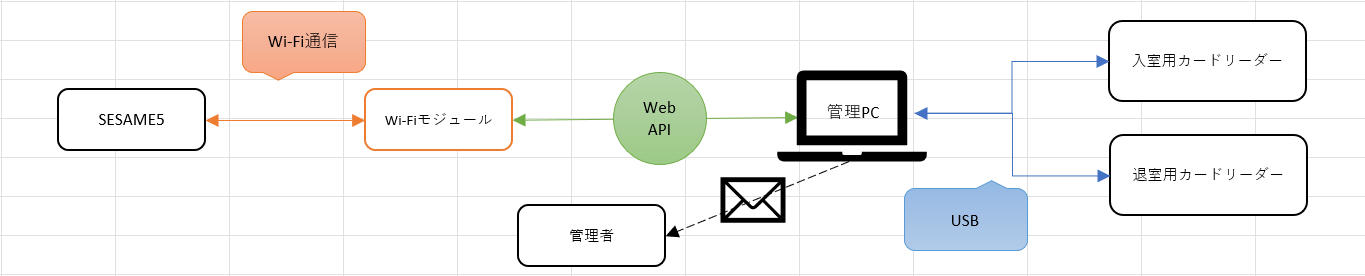 Wi-Fi通信
SESAME5
Wi-Fiモジュール
Web
API
管理PC
入室用カードリーダー
退室用カードリーダー
USB
管理者